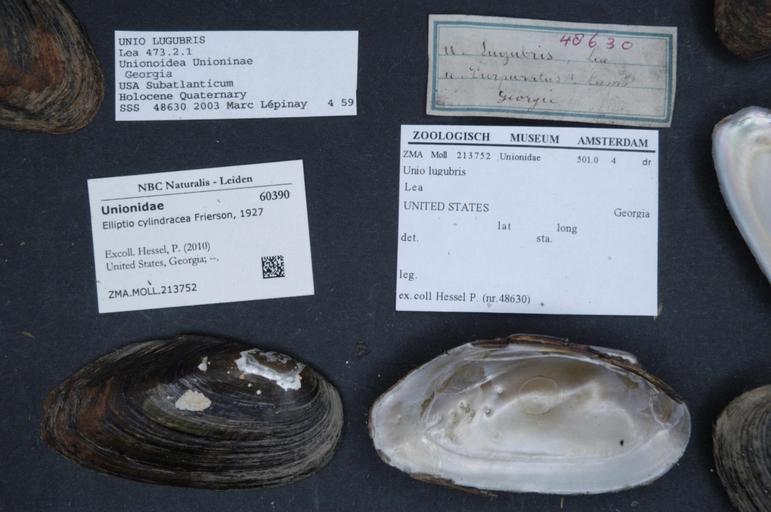 UNIO LUGUBRIS
Lea 473.2.1
Unionoidea Unioninae
Georgia
USA Subatlanticum
Holocene Quaternary
SSS 48630 2003 Marc Lépinay 4 59
48630
U. Lugubris, Lea
U. Purpuratus? Lamk
Georgie
ZOOLOGISCH MUSEUM AMSTERDAM
ZMA Moll 213752 Unionidae 501.0 4 dr
Unio lugubris
Lea
UNITED STATES
Georgia
lat long
det. sta.
leg.
ex. coll Hessel P. (nr.48630)
NBC Naturalis - Leiden
Unionidae 60390
Elliptio cylindracea Frierson, 1927
Excoll. Hessel, P. (2010)
United States, Georgia; --.
ZMA.MOLL.213752